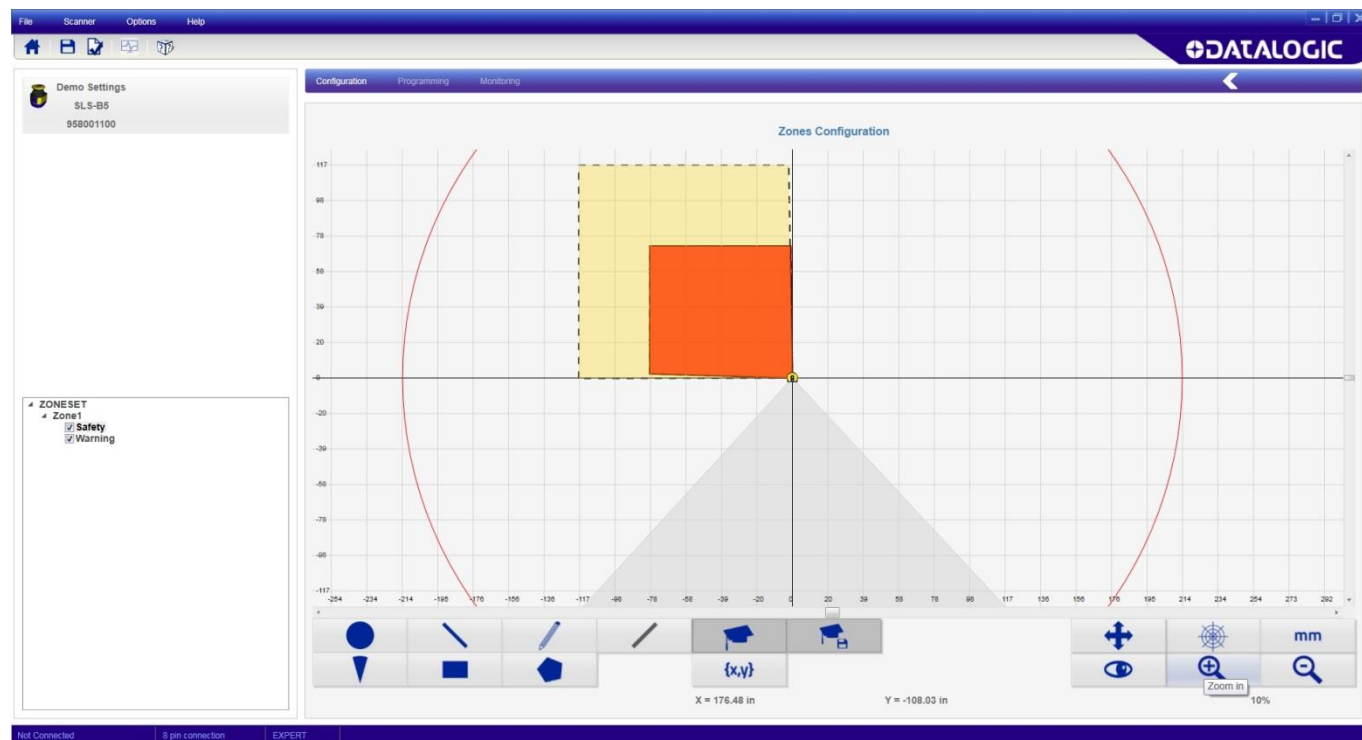 File Scanner Options Help
DATALOGIC
Demo Settings
SLS-B5
958001100
Configuration Programming Monitoring
Zones Configuration
117
98
78
59
39
20
0
-20
-39
-59
-78
-98
-117
-254 -234 -214 -195 -176 -156 -136 -117 -98 -78 -59 -39 -20 0 20 39 59 78 98 117 136 156 176 195 214 234 254 273 292
ZONESET
Zone1
Safety
Warning
mm
{x,y}
Zoom in
X = 176.48 in Y = -108.03 in 10%
Not Connected 8 pin connection EXPERT